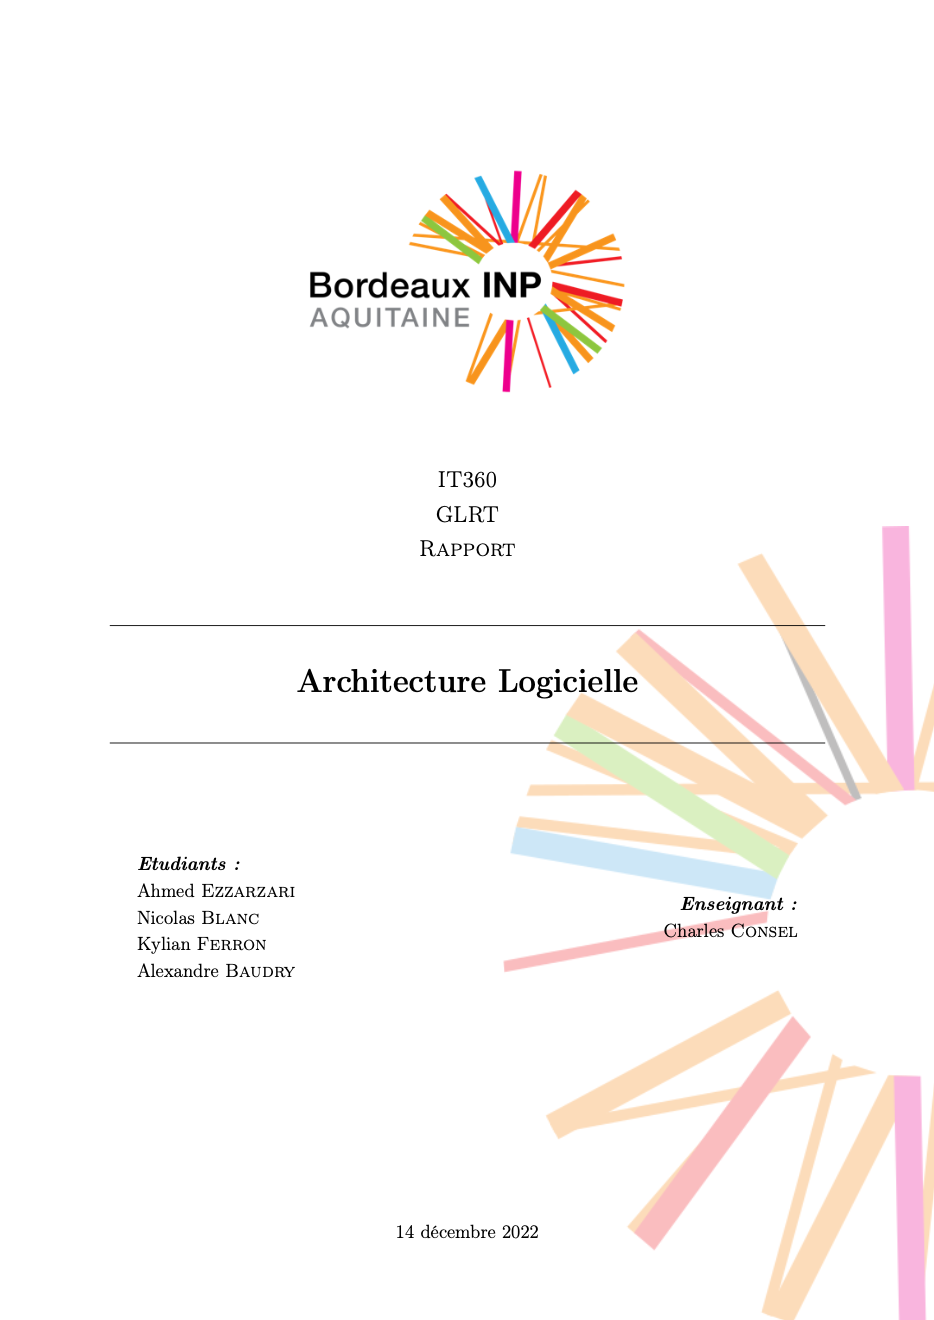 Bordeaux INP
AQUITAINE
IT360
GLRT
RAPPORT
Architecture Logicielle
Etudiants :
Ahmed EZZARZARI
Nicolas BLANC
Kylian FERRON
Alexandre BAUDRY
Enseignant :
Charles CONSEL
14 décembre 2022